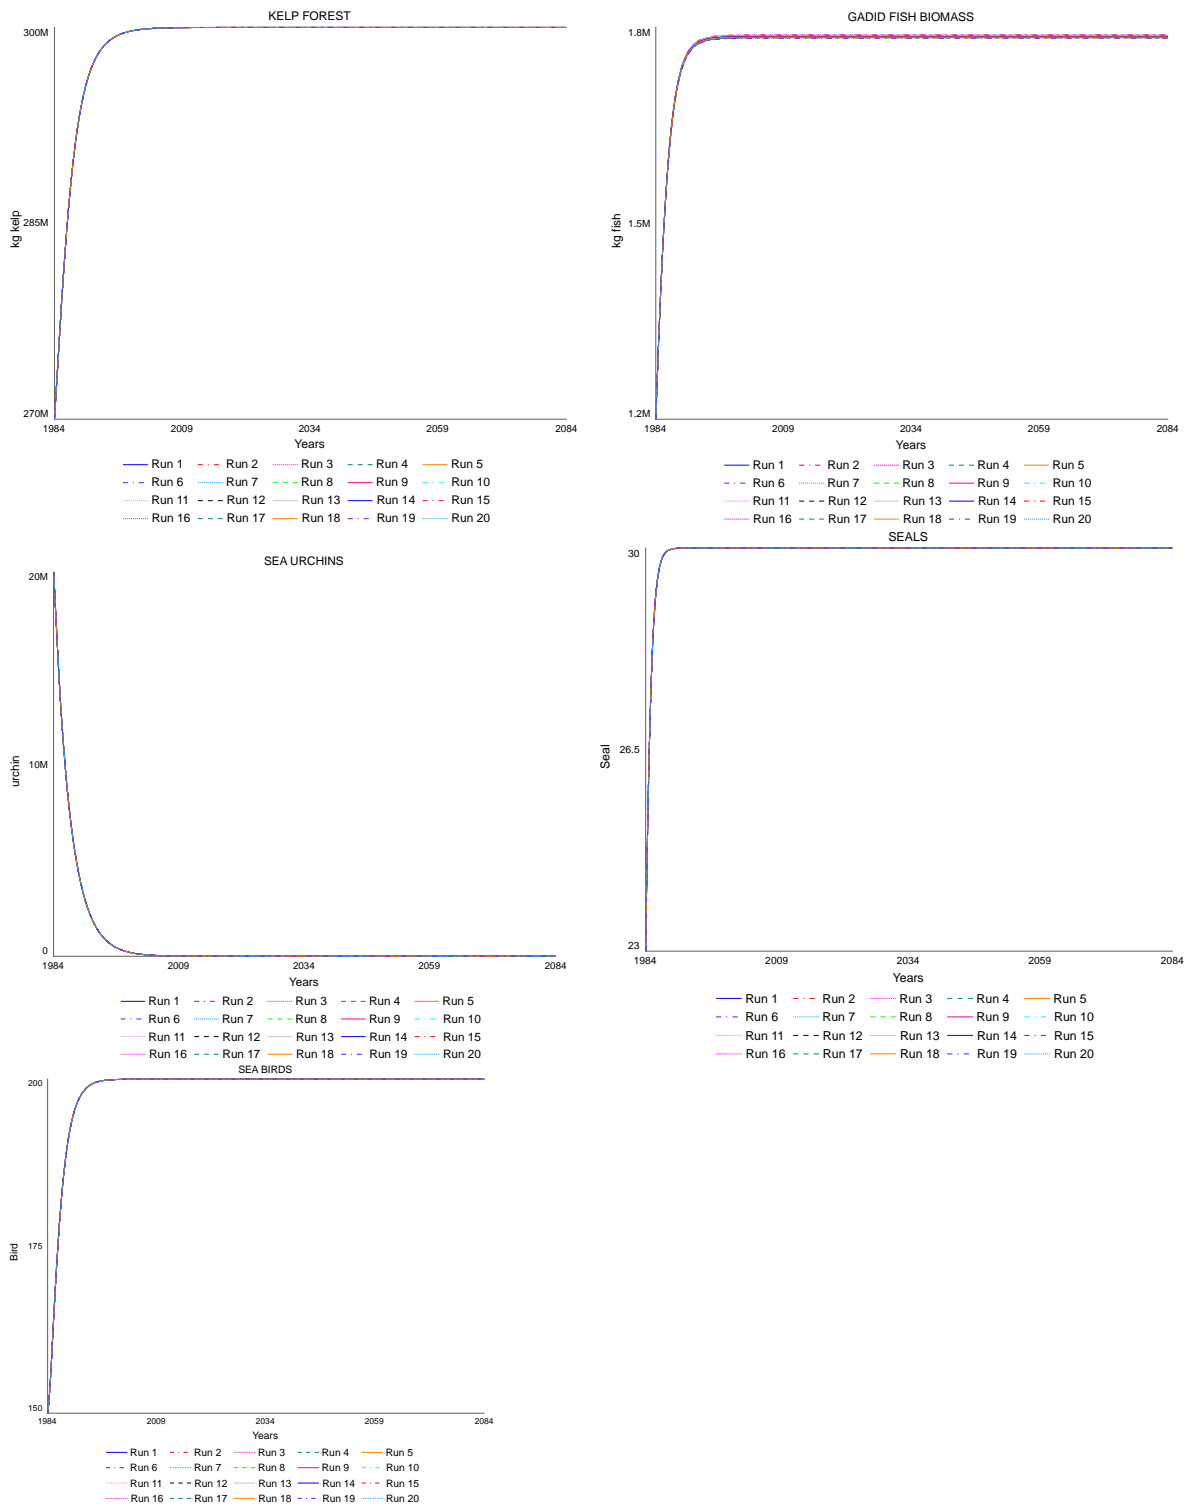 KELP FOREST
300M
285M
270M
kg kelp
1984 2009 2034 2059 2084
Years
Run 1 Run 2 Run 3 Run 4 Run 5
Run 6 Run 7 Run 8 Run 9 Run 10
Run 11 Run 12 Run 13 Run 14 Run 15
Run 16 Run 17 Run 18 Run 19 Run 20
GADID FISH BIOMASS
1.8M
1.5M
1.2M
kg fish
1984 2009 2034 2059 2084
Years
Run 1 Run 2 Run 3 Run 4 Run 5
Run 6 Run 7 Run 8 Run 9 Run 10
Run 11 Run 12 Run 13 Run 14 Run 15
Run 16 Run 17 Run 18 Run 19 Run 20
SEA URCHINS
20M
10M
0
urchin
1984 2009 2034 2059 2084
Years
Run 1 Run 2 Run 3 Run 4 Run 5
Run 6 Run 7 Run 8 Run 9 Run 10
Run 11 Run 12 Run 13 Run 14 Run 15
Run 16 Run 17 Run 18 Run 19 Run 20
SEALS
30
26.5
23
Seal
1984 2009 2034 2059 2084
Years
Run 1 Run 2 Run 3 Run 4 Run 5
Run 6 Run 7 Run 8 Run 9 Run 10
Run 11 Run 12 Run 13 Run 14 Run 15
Run 16 Run 17 Run 18 Run 19 Run 20
SEA BIRDS
200
175
150
Bird
1984 2009 2034 2059 2084
Years
Run 1 Run 2 Run 3 Run 4 Run 5
Run 6 Run 7 Run 8 Run 9 Run 10
Run 11 Run 12 Run 13 Run 14 Run 15
Run 16 Run 17 Run 18 Run 19 Run 20